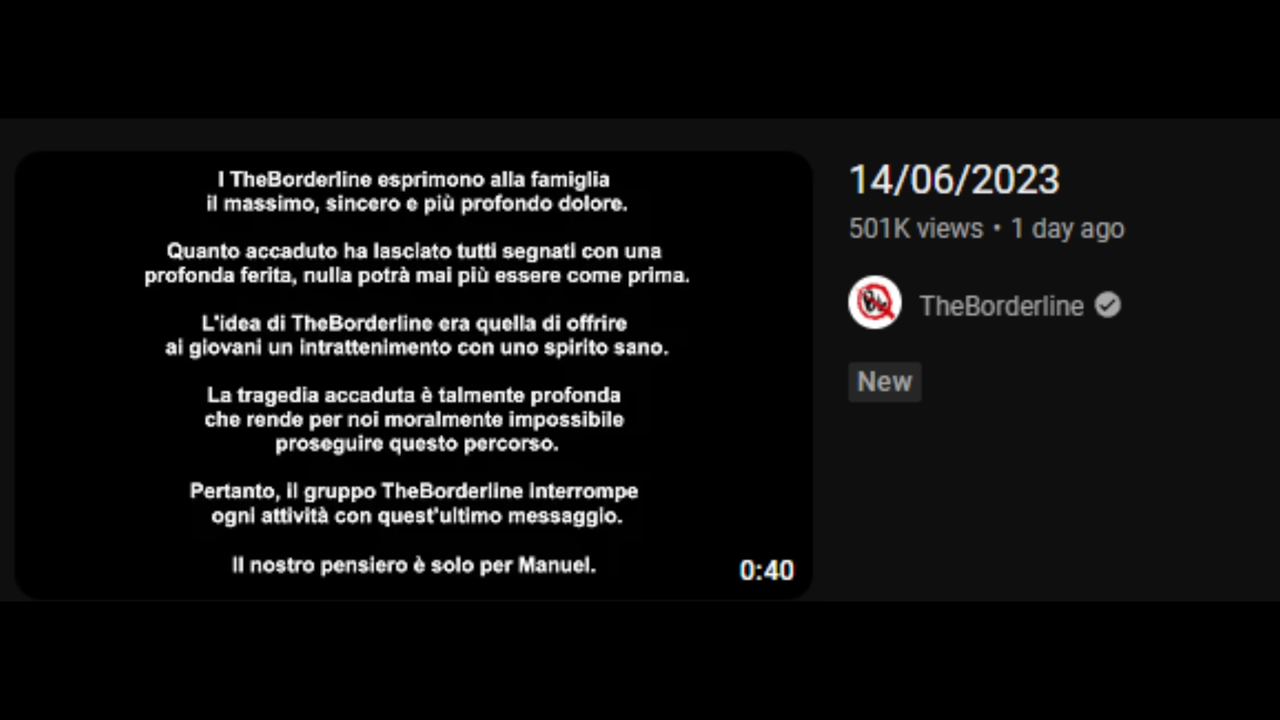 I TheBorderline esprimono alla famiglia
il massimo, sincero e più profondo dolore.
Quanto accaduto ha lasciato tutti segnati con una
profonda ferita, nulla potrà mai più essere come prima.
L'idea di TheBorderline era quella di offrire
ai giovani un intrattenimento con uno spirito sano.
La tragedia accaduta è talmente profonda
che rende per noi moralmente impossibile
proseguire questo percorso.
Pertanto, il gruppo TheBorderline interrompe
ogni attività con quest'ultimo messaggio.
Il nostro pensiero è solo per Manuel.
0:40
14/06/2023
501K views • 1 day ago
TheBorderline
New